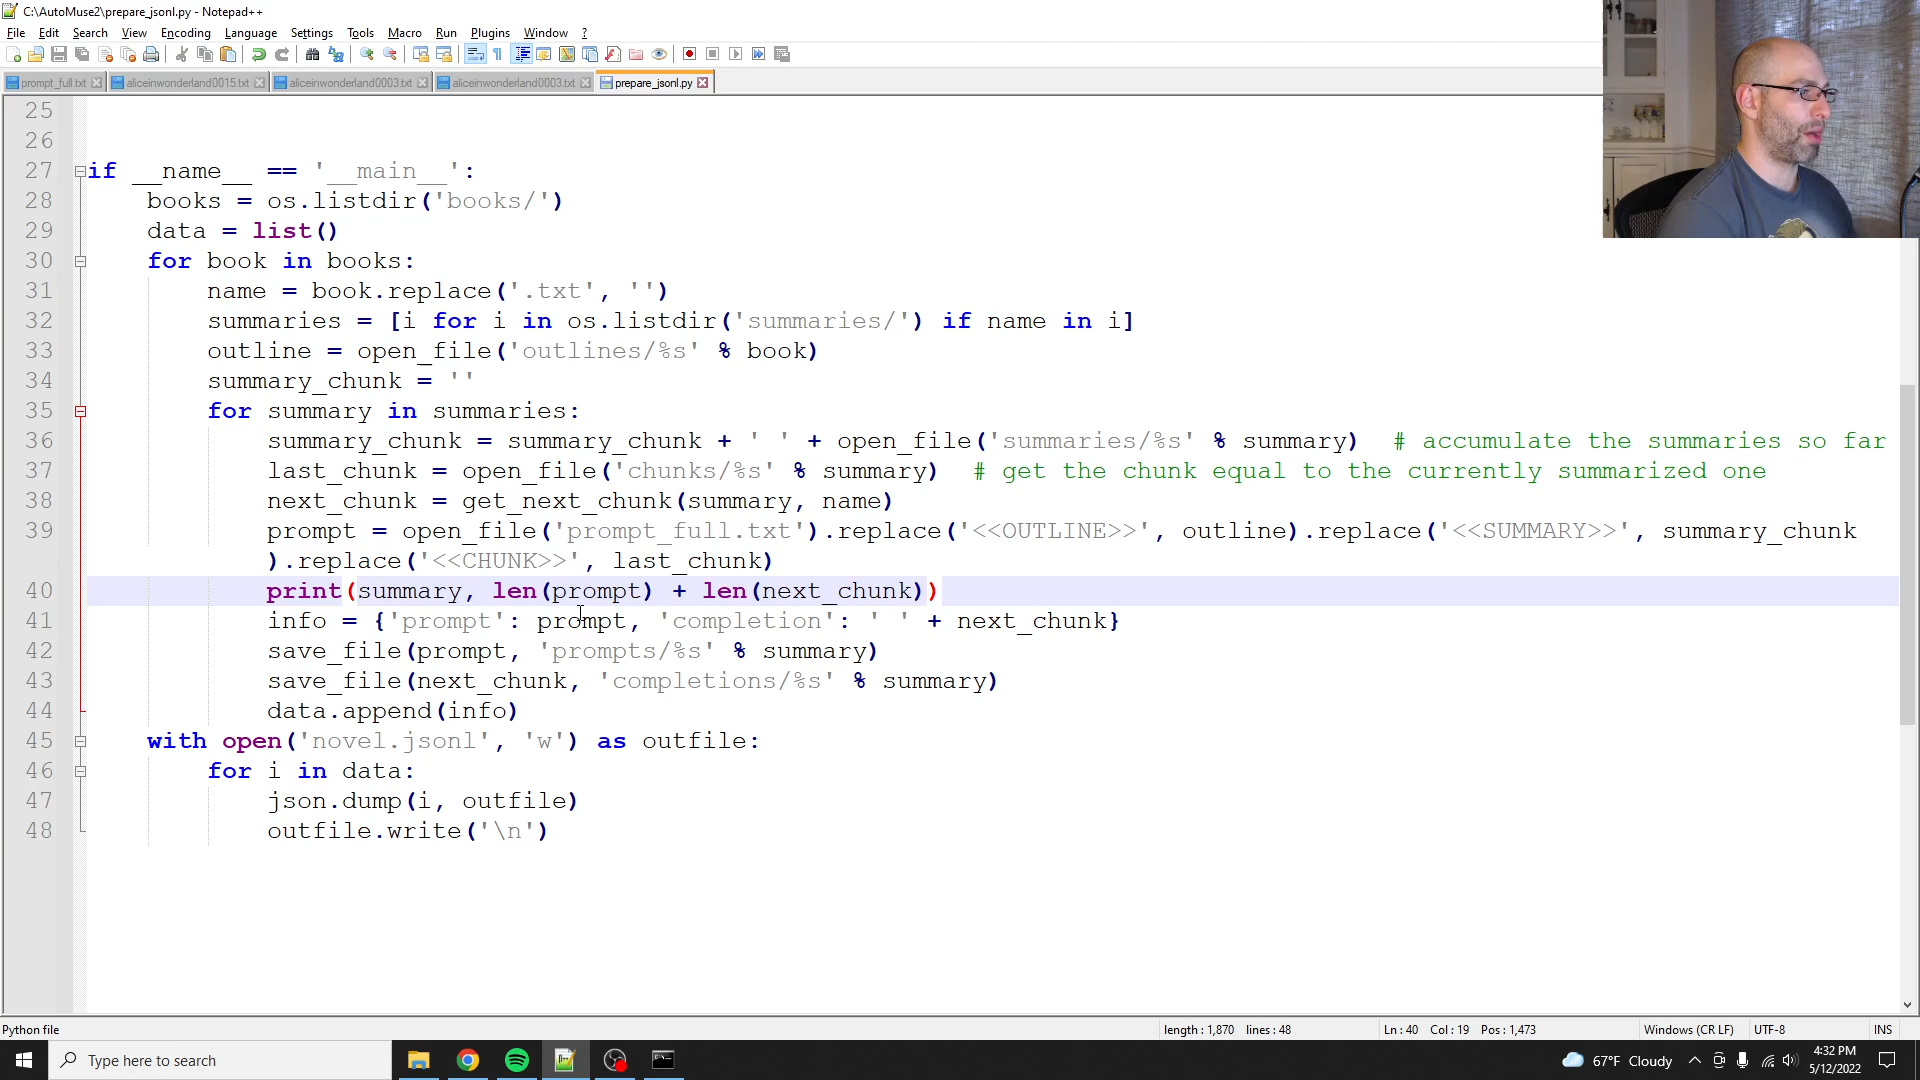 C:\AutoMuse2\prepare_jsonl.py - Notepad++
File Edit Search View Encoding Language Settings Tools Macro Run Plugins Window ?
prompt_full.txt aliceinwonderland0015.txt aliceinwonderland0003.txt aliceinwonderland0003.txt prepare_jsonl.py
25
26
27 if __name__ == '__main__':
28 books = os.listdir('books/')
29 data = list()
30 for book in books:
31 name = book.replace('.txt', '')
32 summaries = [i for i in os.listdir('summaries/') if name in i]
33 outline = open_file('outlines/%s' % book)
34 summary_chunk = ''
35 for summary in summaries:
36 summary_chunk = summary_chunk + ' ' + open_file('summaries/%s' % summary)  # accumulate the summaries so far
37 last_chunk = open_file('chunks/%s' % summary)  # get the chunk equal to the currently summarized one
38 next_chunk = get_next_chunk(summary, name)
39 prompt = open_file('prompt_full.txt').replace('<<OUTLINE>>', outline).replace('<<SUMMARY>>', summary_chunk
).replace('<<CHUNK>>', last_chunk)
40 print(summary, len(prompt) + len(next_chunk))
41 info = {'prompt': prompt, 'completion': ' ' + next_chunk}
42 save_file(prompt, 'prompts/%s' % summary)
43 save_file(next_chunk, 'completions/%s' % summary)
44 data.append(info)
45 with open('novel.jsonl', 'w') as outfile:
46 for i in data:
47 json.dump(i, outfile)
48 outfile.write('\n')
Python file length : 1,870 lines : 48 Ln : 40 Col : 19 Pos : 1,473 Windows (CR LF) UTF-8 INS
Type here to search 67°F Cloudy 4:32 PM
5/12/2022